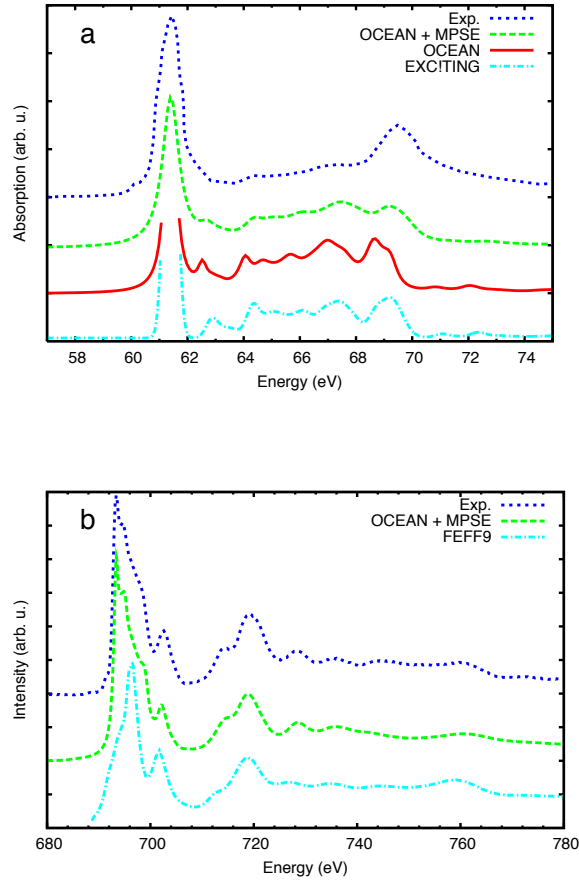 a
Exp.
OCEAN + MPSE
OCEAN
EXC!TING
Absorption (arb. u.)
58 60 62 64 66 68 70 72 74
Energy (eV)
b
Exp.
OCEAN + MPSE
FEFF9
Intensity (arb. u.)
680 700 720 740 760 780
Energy (eV)